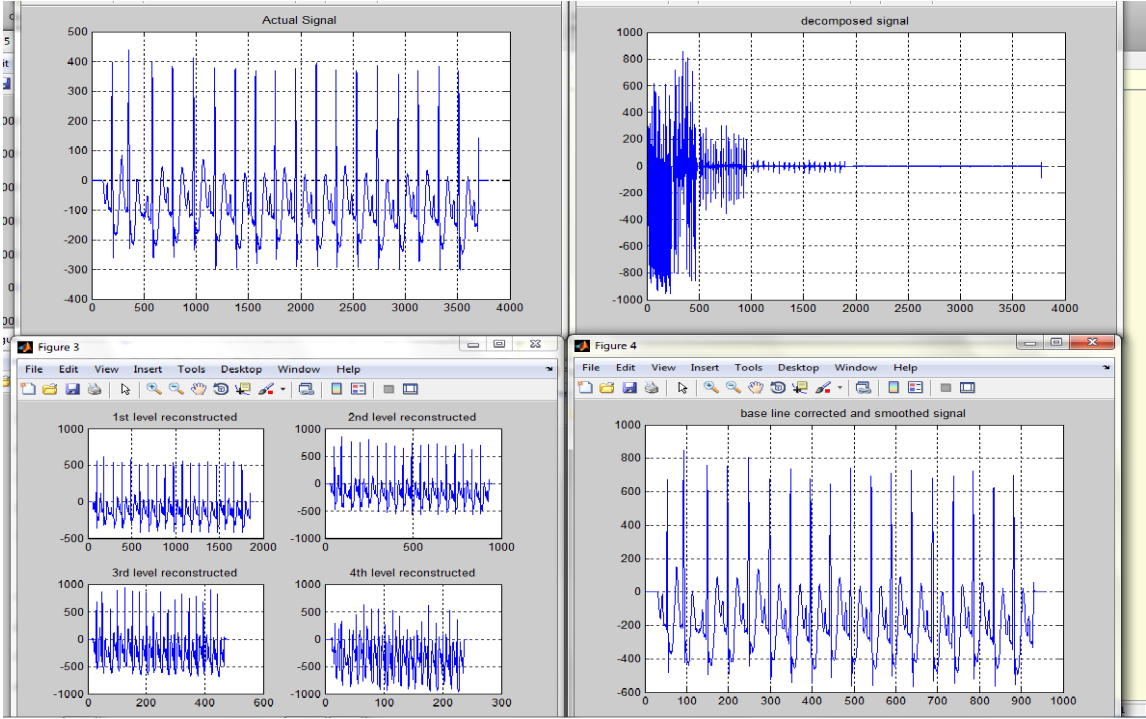 Actual Signal
500
400
300
200
100
0
-100
-200
-300
-400
0 500 1000 1500 2000 2500 3000 3500 4000
decomposed signal
1000
800
600
400
200
0
-200
-400
-600
-800
-1000
0 500 1000 1500 2000 2500 3000 3500 4000
Figure 3
File Edit View Insert Tools Desktop Window Help
1st level reconstructed
1000
500
0
-500
0 500 1000 1500 2000
2nd level reconstructed
1000
500
0
-500
-1000
0 500 1000
3rd level reconstructed
1000
500
0
-500
-1000
0 200 400 600
4th level reconstructed
1000
500
0
-500
-1000
0 100 200 300
Figure 4
File Edit View Insert Tools Desktop Window Help
base line corrected and smoothed signal
1000
800
600
400
200
0
-200
-400
-600
0 100 200 300 400 500 600 700 800 900 1000